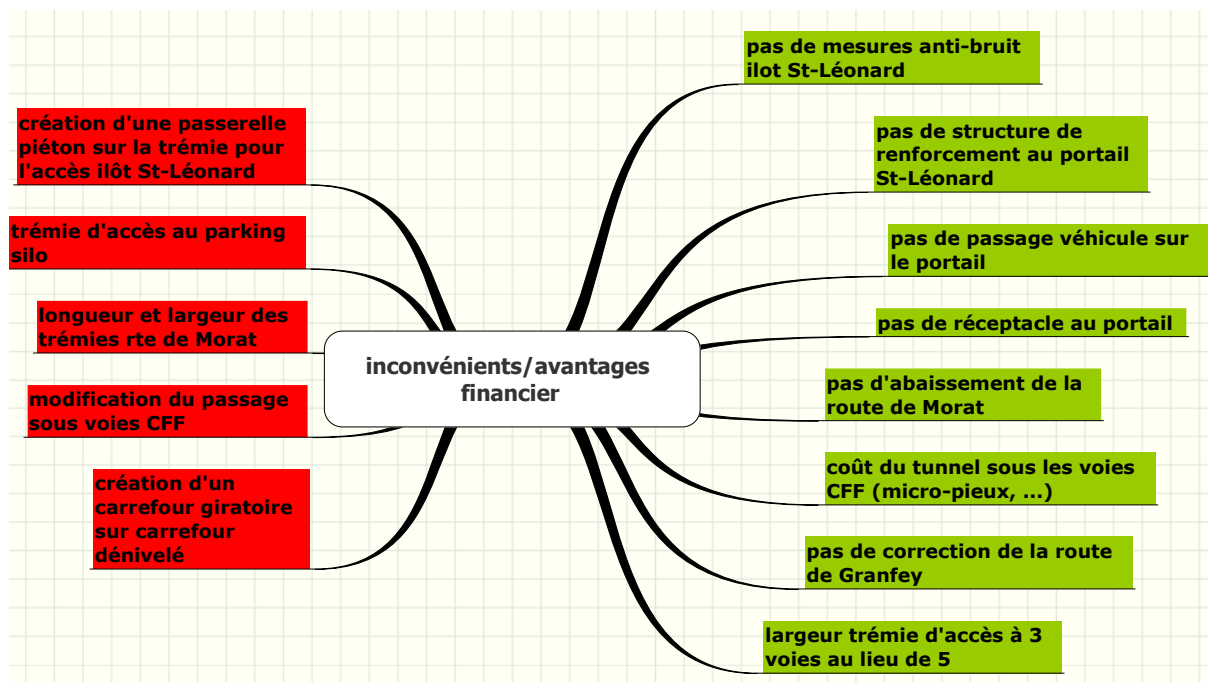 pas de mesures anti-bruit
ilot St-Léonard
création d'une passerelle
piéton sur la trémie pour
l'accès ilôt St-Léonard
pas de structure de
renforcement au portail
St-Léonard
trémie d'accès au parking
silo
pas de passage véhicule sur
le portail
longueur et largeur des
trémies rte de Morat
pas de réceptacle au portail
inconvénients/avantages
financier
modification du passage
sous voies CFF
pas d'abaissement de la
route de Morat
création d'un
carrefour giratoire
sur carrefour
dénivelé
coût du tunnel sous les voies
CFF (micro-pieux, ...)
pas de correction de la route
de Granfey
largeur trémie d'accès à 3
voies au lieu de 5